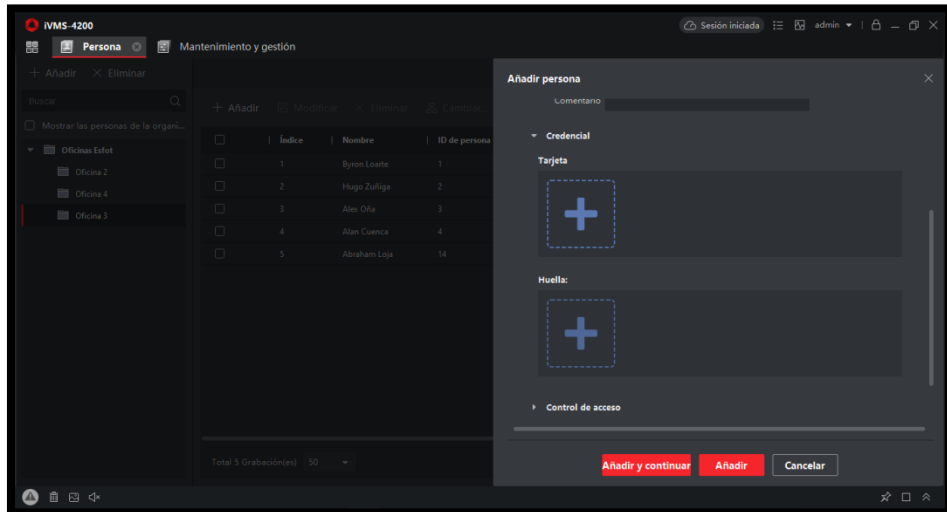 iVMS-4200
Sesión iniciada admin
Persona Mantenimiento y gestión
Añadir Eliminar
Buscar
Mostrar las personas de la organi...
Oficinas Esfot
Oficina 2
Oficina 4
Oficina 3
+ Añadir Modificar × Eliminar Cambiar...
Índice Nombre ID de persona
1 Byron Loarte 1
2 Hugo Zuñiga 2
3 Alex Oña 3
4 Alan Cuenca 4
5 Abraham Loja 14
Total 5 Grabación(es) 50
Añadir persona
Comentario
Credencial
Tarjeta
Huella:
Control de acceso
Añadir y continuar Añadir Cancelar